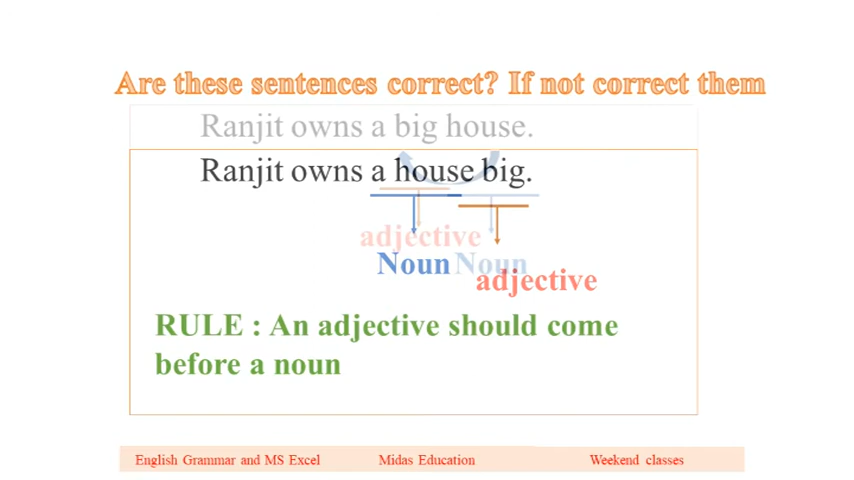 Are these sentences correct? If not correct them
Ranjit owns a big house.
Ranjit owns a house big.
adjective
Noun Noun
adjective
RULE : An adjective should come
before a noun
English Grammar and MS Excel Midas Education Weekend classes